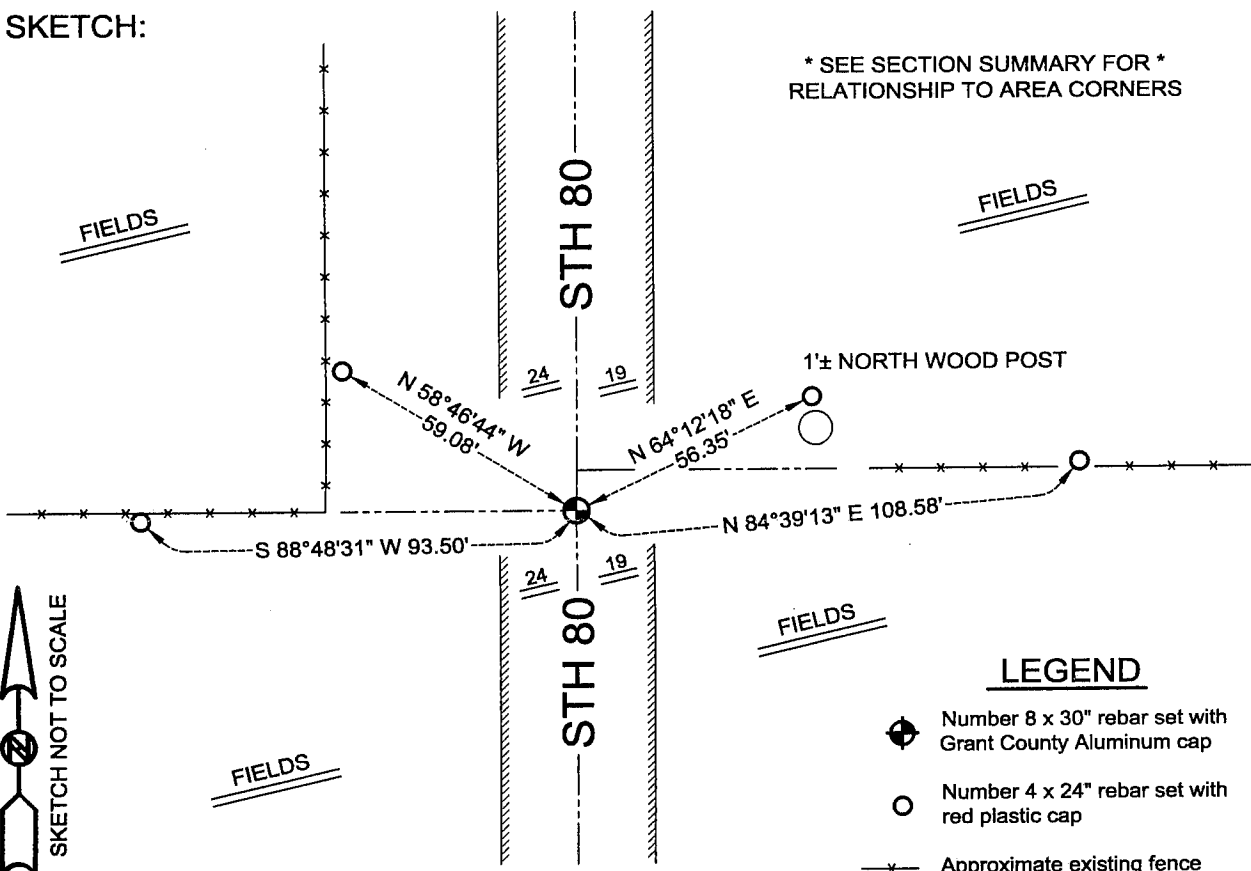 SKETCH:
* SEE SECTION SUMMARY FOR *
RELATIONSHIP TO AREA CORNERS
STH 80
FIELDS
FIELDS
1'± NORTH WOOD POST
24
19
N 58°46'44" W
59.08'
N 64°12'18" E
56.35'
N 84°39'13" E 108.58'
S 88°48'31" W 93.50'
24
19
STH 80
FIELDS
SKETCH NOT TO SCALE
N
FIELDS
LEGEND
Number 8 x 30" rebar set with
Grant County Aluminum cap
Number 4 x 24" rebar set with
red plastic cap
Approximate existing fence